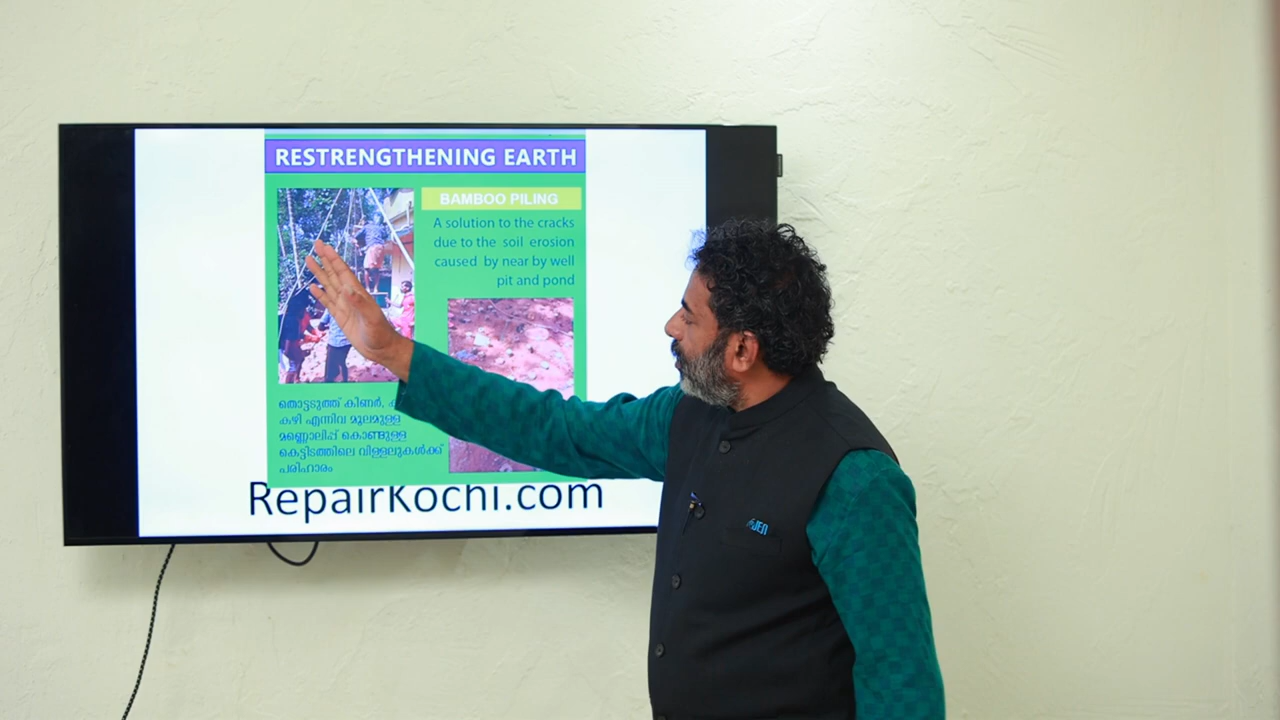 RESTRENGTHENING EARTH
BAMBOO PILING
A solution to the cracks
due to the soil erosion
caused by near by well
pit and pond
തൊട്ടടുത്ത് കിണർ,
കുഴി എന്നിവ മൂലമുള്ള
മണ്ണൊലിപ്പ് കൊണ്ടുള്ള
കെട്ടിടത്തിലെ വിള്ളലുകൾക്ക്
പരിഹാരം
RepairKochi.com